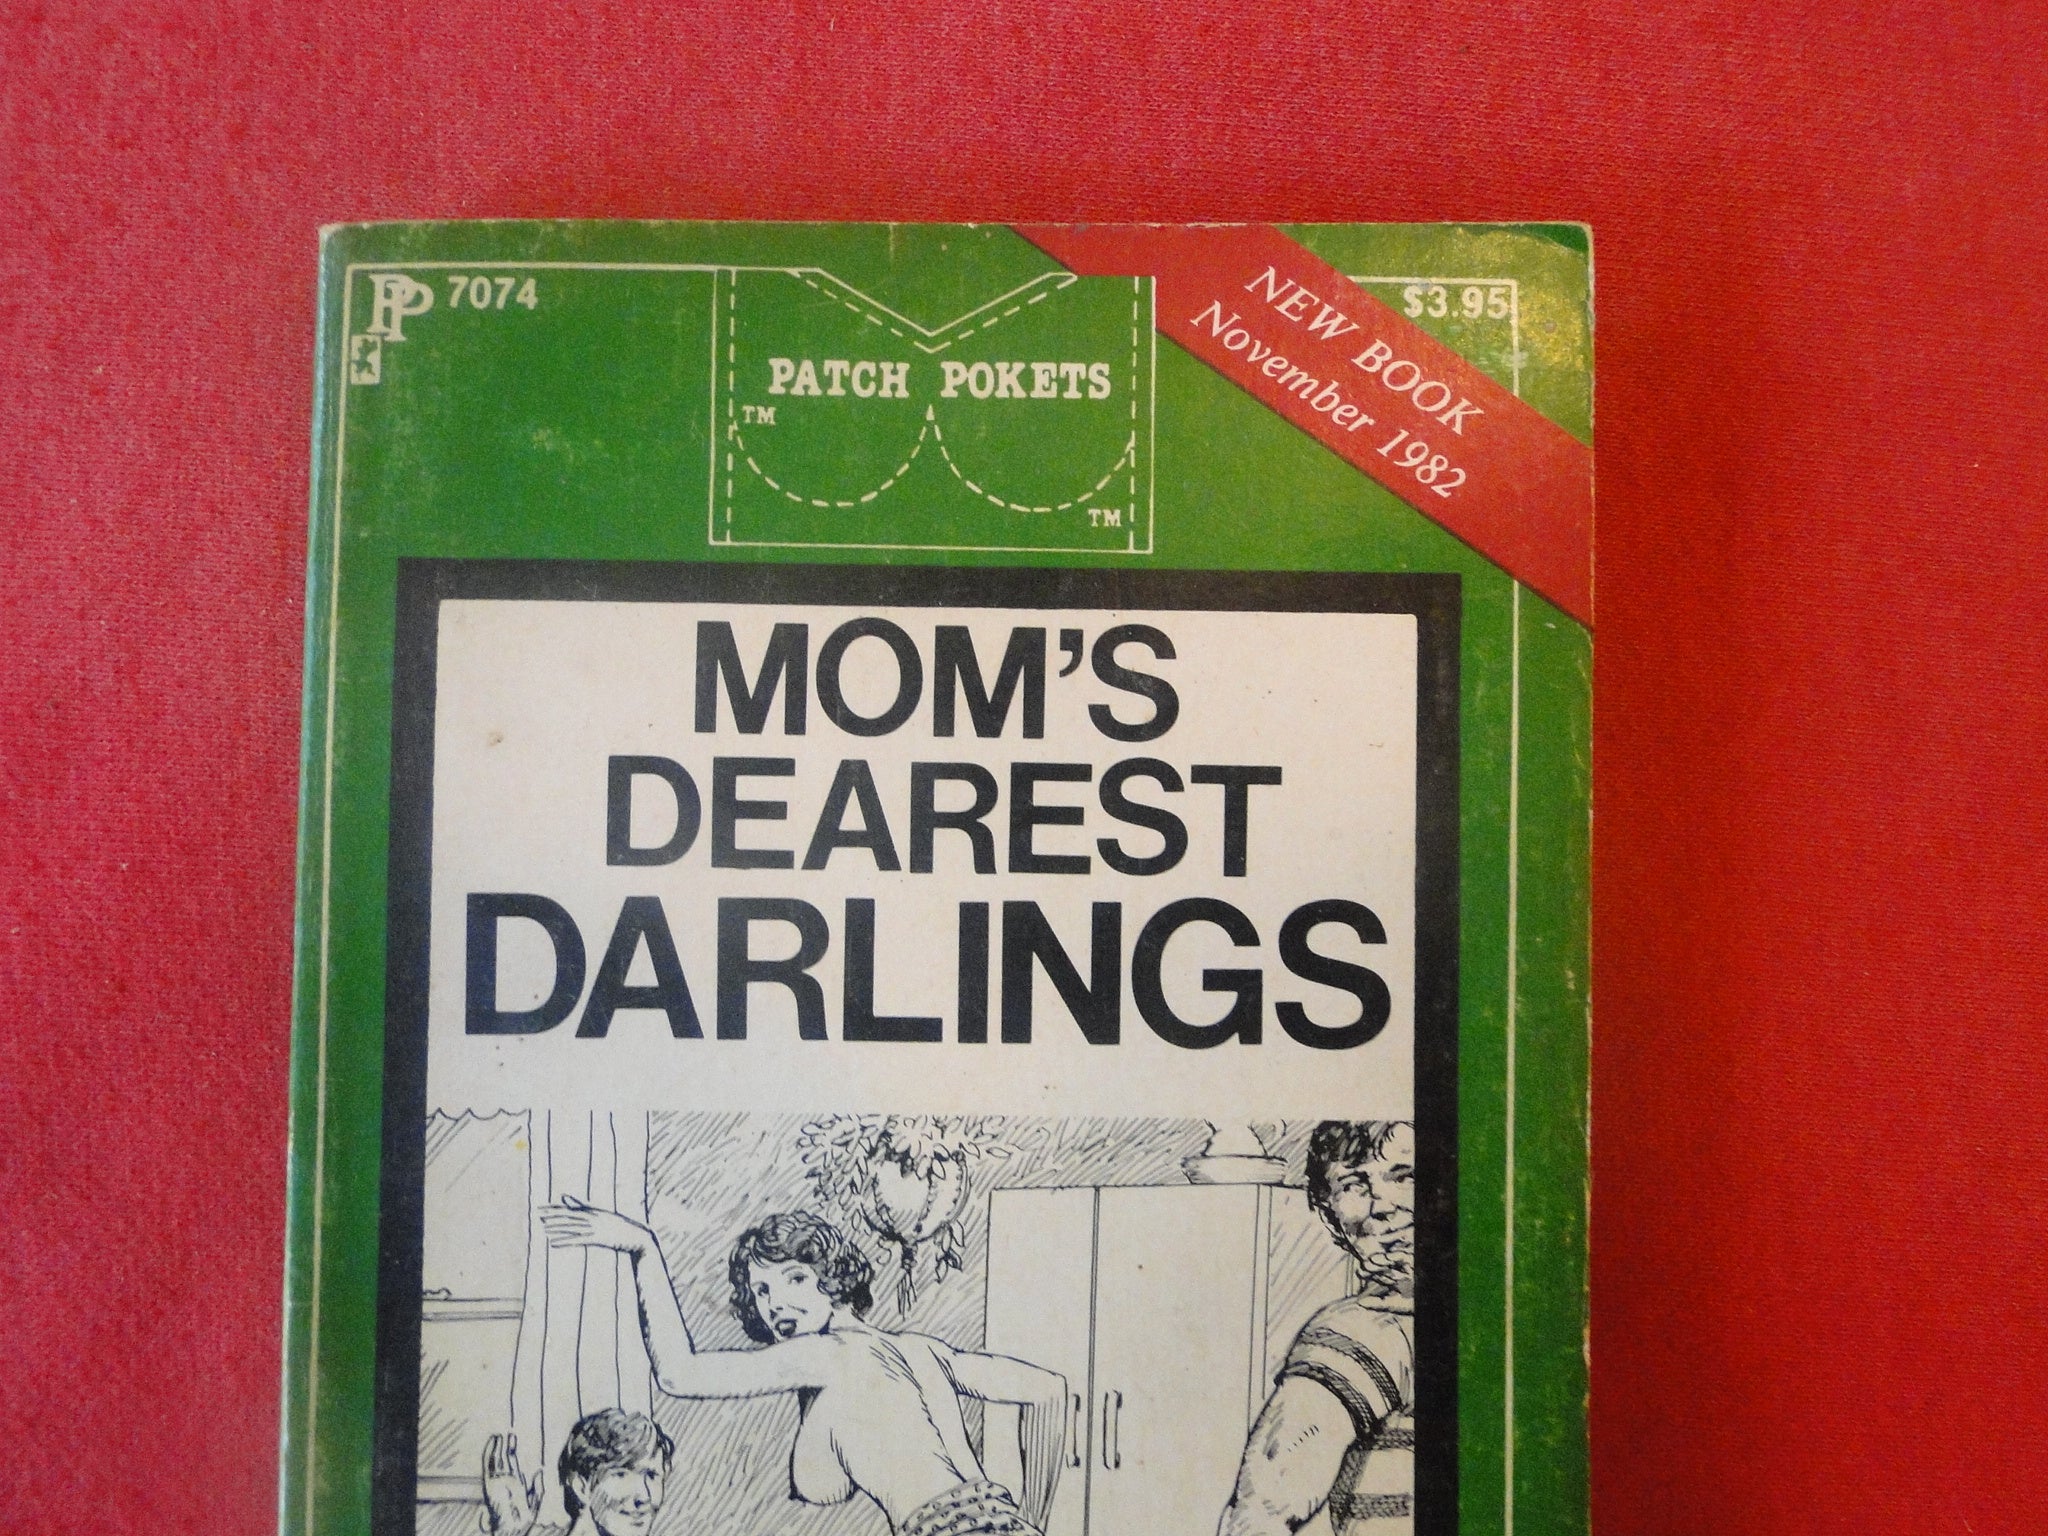 PP 7074
$3.95
NEW BOOK
November 1982
PATCH POKETS
TM
TM
MOM'S
DEAREST
DARLINGS